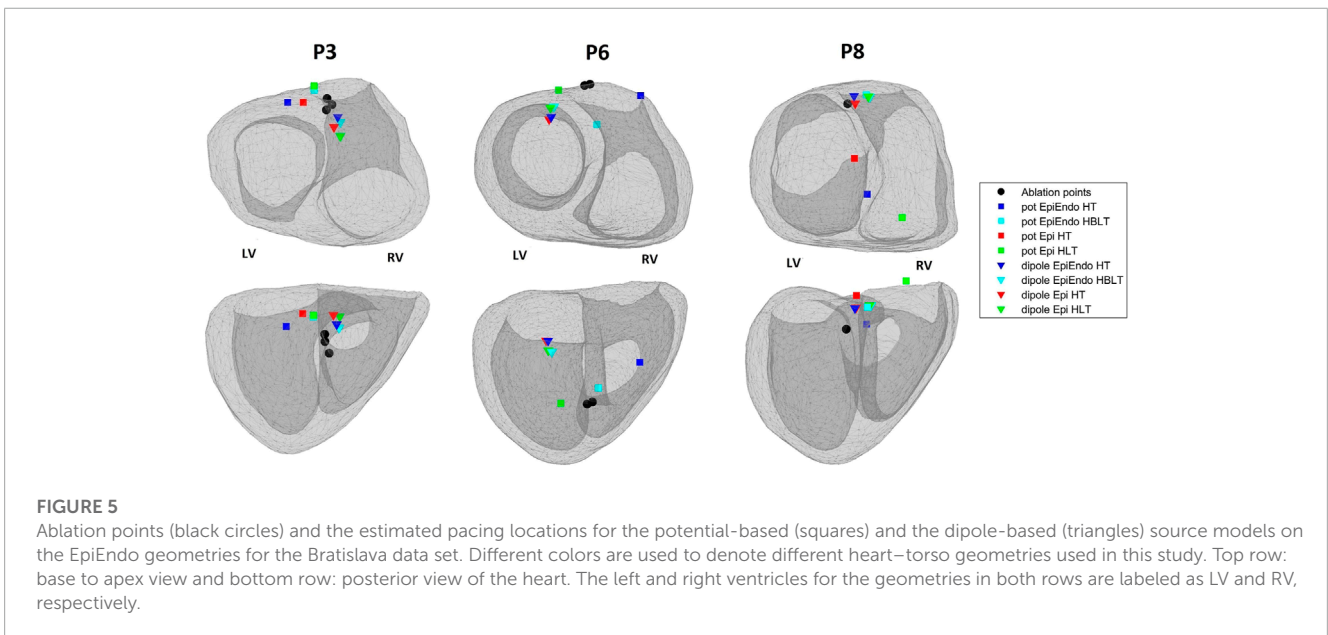 P3
P6
P8
LV
RV
LV
RV
LV
RV
Ablation points
pot EpiEndo HT
pot EpiEndo HBLT
pot Epi HT
pot Epi HLT
dipole EpiEndo HT
dipole EpiEndo HBLT
dipole Epi HT
dipole Epi HLT
FIGURE 5
Ablation points (black circles) and the estimated pacing locations for the potential-based (squares) and the dipole-based (triangles) source models on
the EpiEndo geometries for the Bratislava data set. Different colors are used to denote different heart–torso geometries used in this study. Top row:
base to apex view and bottom row: posterior view of the heart. The left and right ventricles for the geometries in both rows are labeled as LV and RV,
respectively.